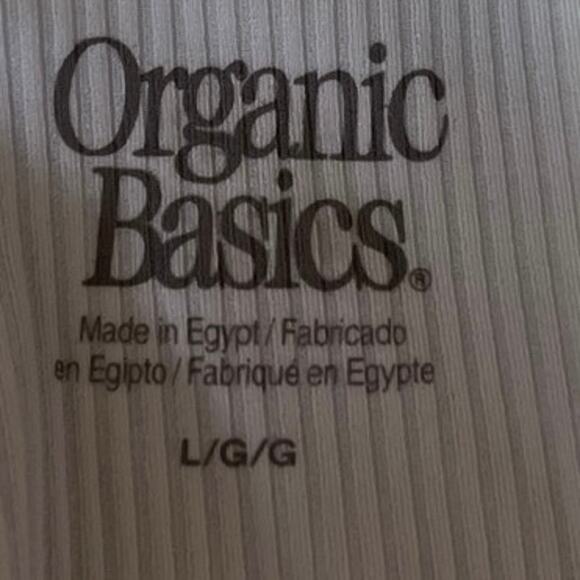 Organic
Basics®
Made in Egypt / Fabricado
en Egipto / Fabriqué en Egypte
L/G/G